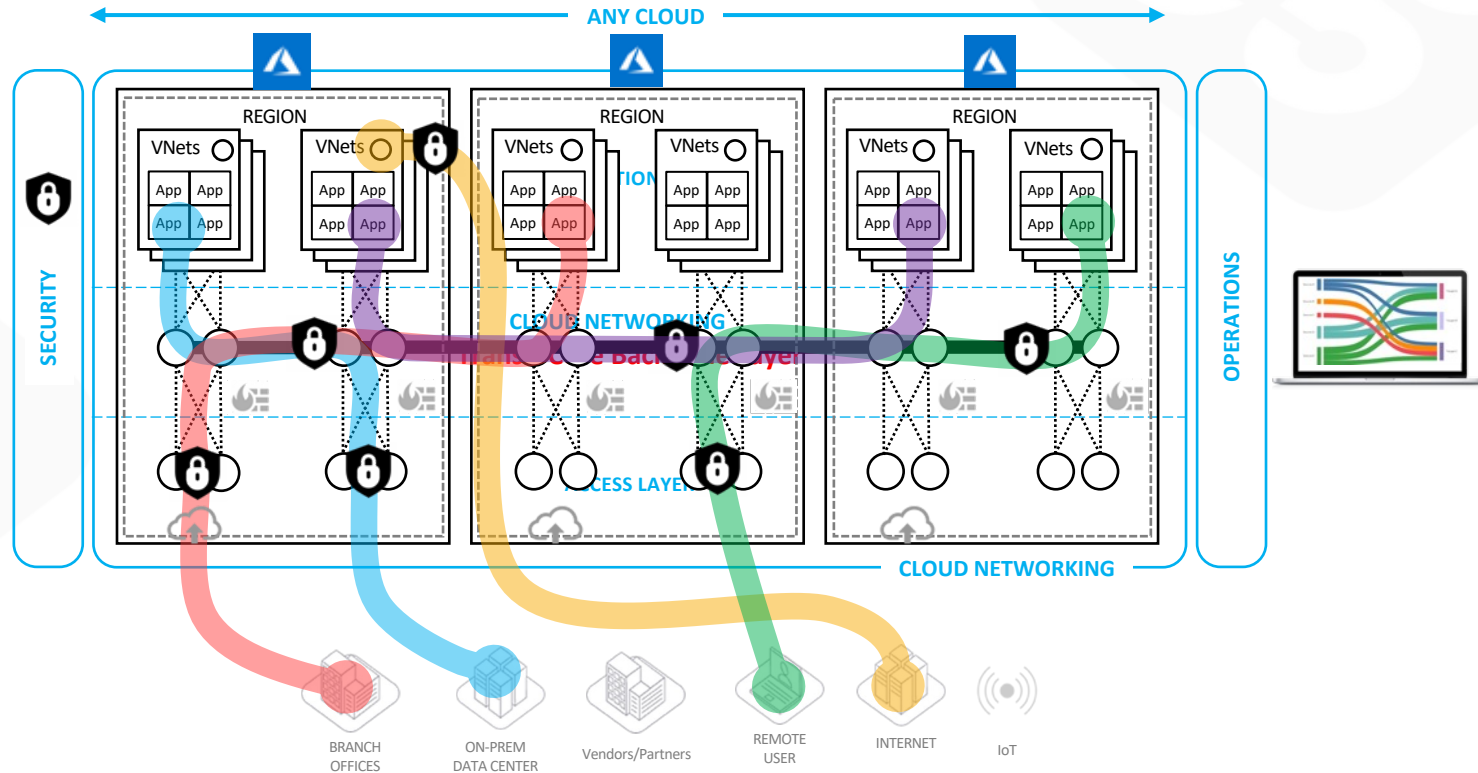 ANY CLOUD
SECURITY
REGION
REGION
REGION
VNets
VNets
VNets
VNets
VNets
VNets
App App
App App
App App
App App
App App
App App
App App
App App
App App
App App
App App
App App
CLOUD NETWORKING
ACCESS LAYER
CLOUD NETWORKING
OPERATIONS
BRANCH
OFFICES
ON-PREM
DATA CENTER
Vendors/Partners
REMOTE
USER
INTERNET
IoT